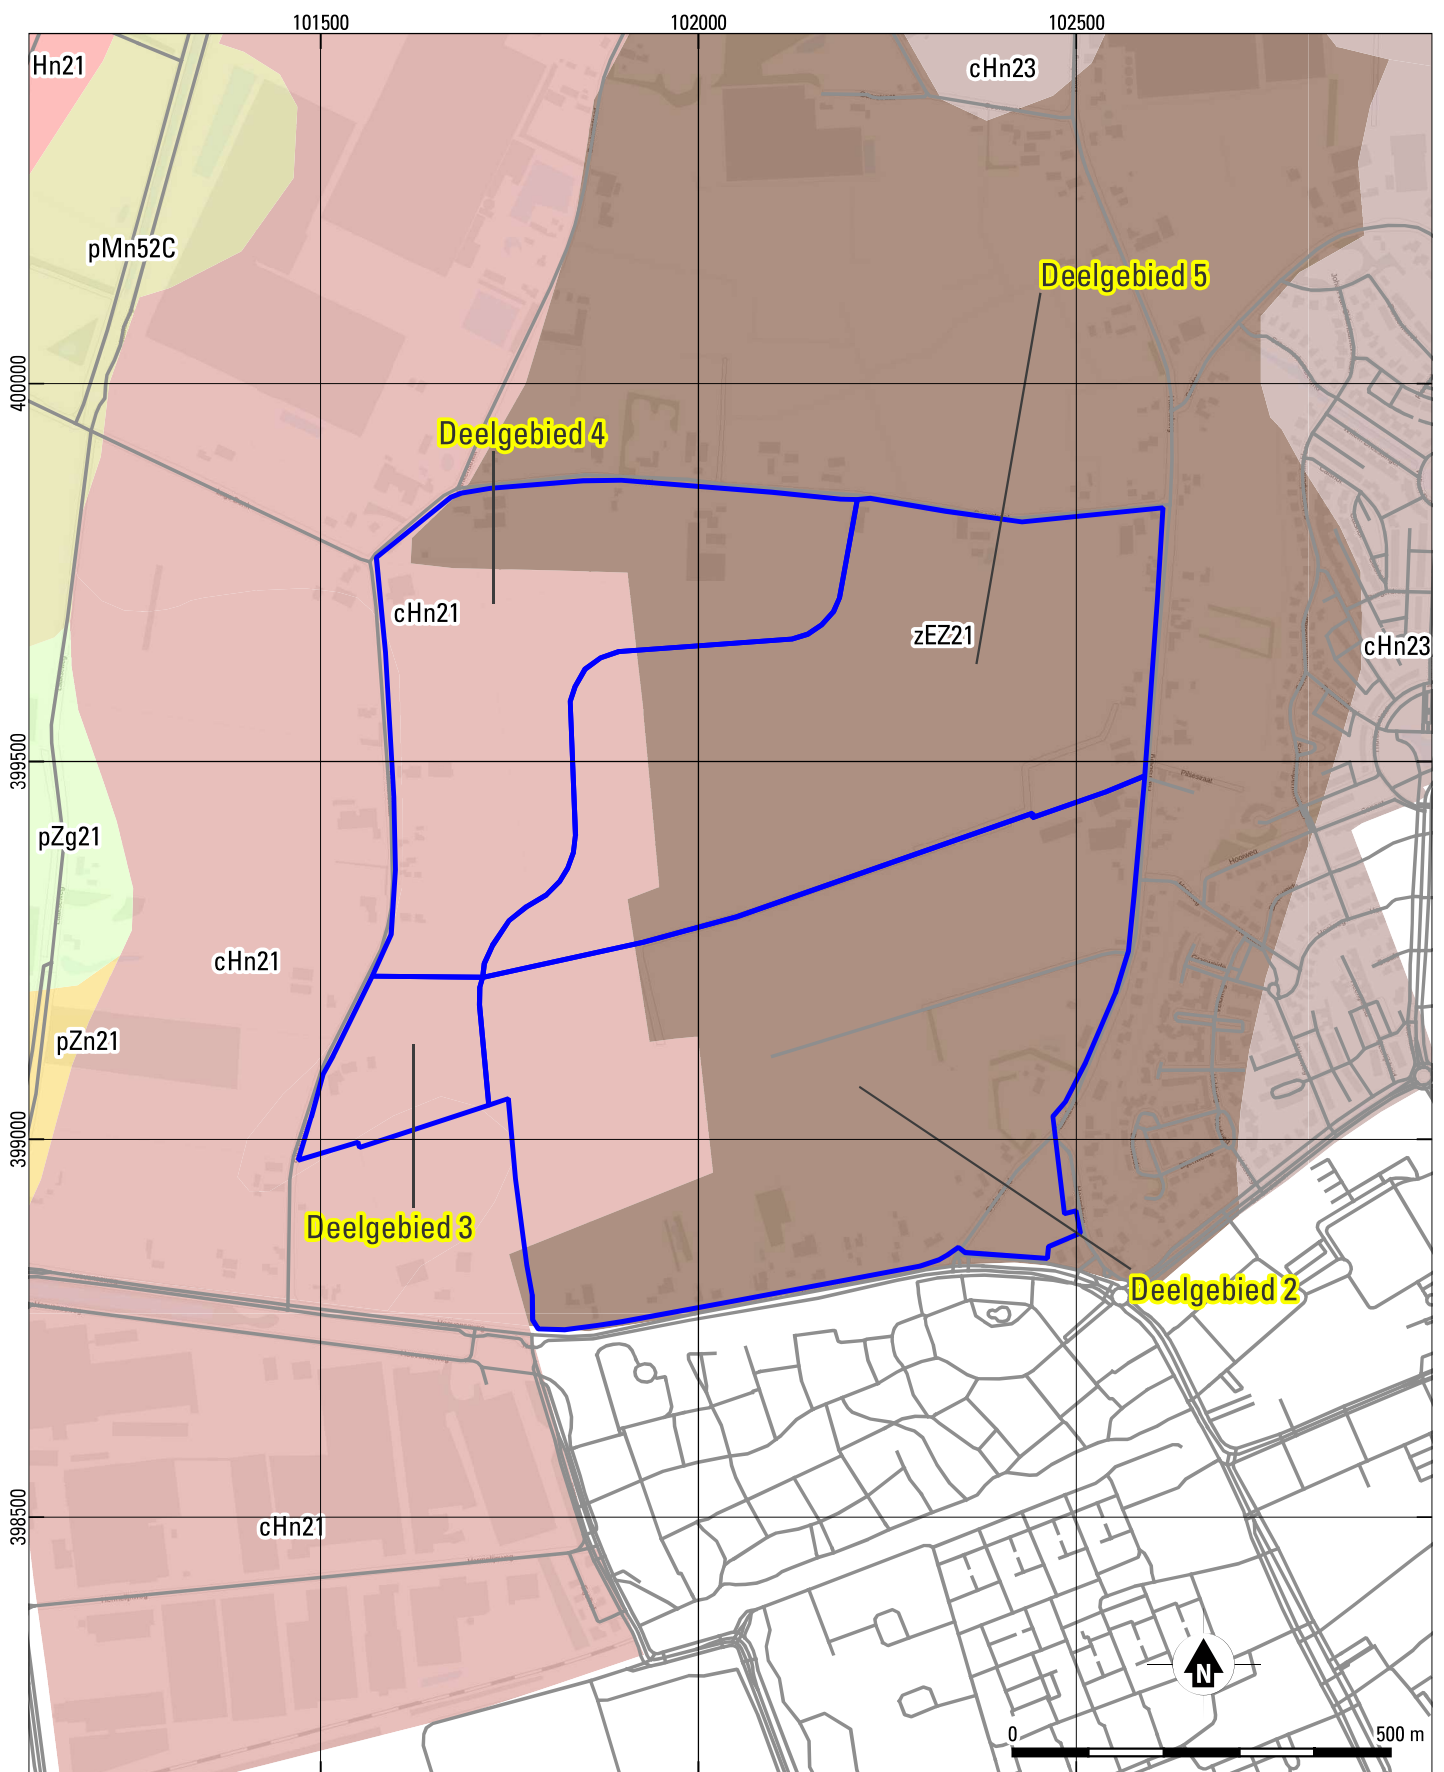 101500
102000
102500
Hn21
cHn23
pMn52C
Deelgebied 5
400000
Deelgebied 4
cHn21
zEZ21
cHn23
399500
pZg21
cHn21
pZn21
399000
Deelgebied 3
Deelgebied 2
398500
cHn21
N
0
500 m